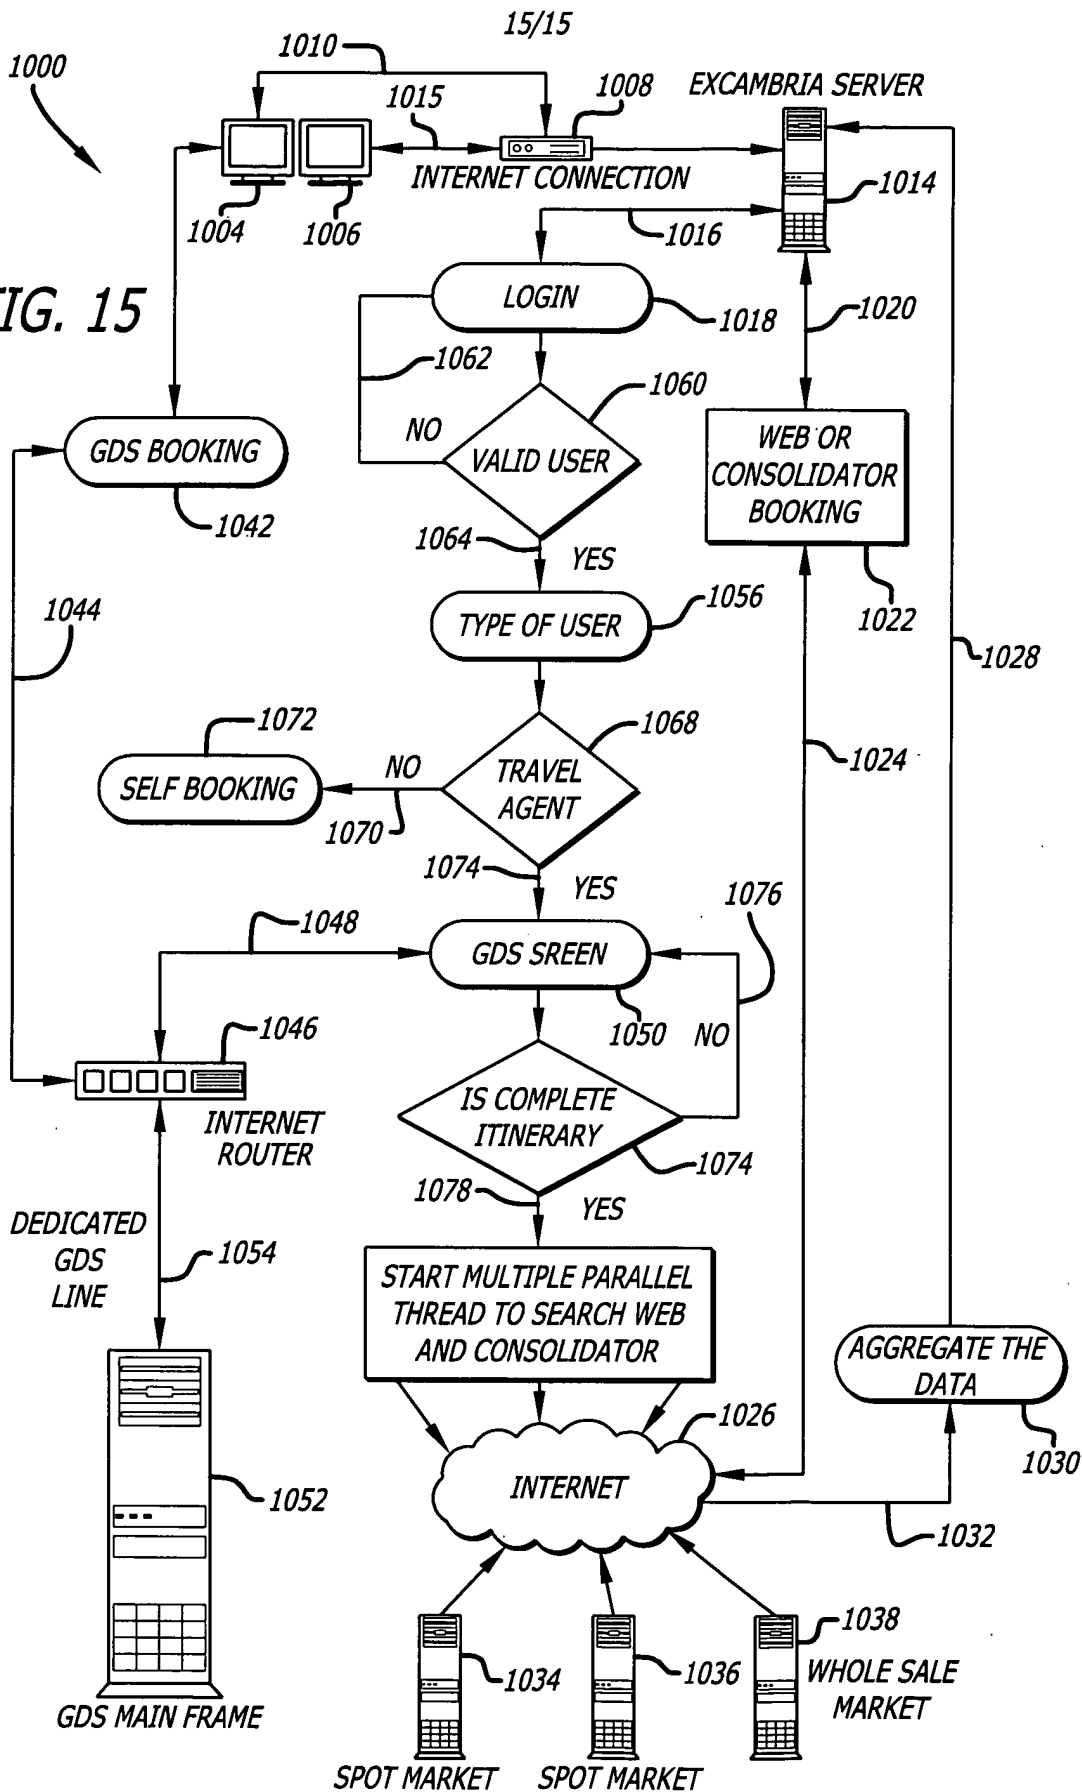 15/15
1010
1000
1015
1008
EXCAMBRIA SERVER
INTERNET CONNECTION
1014
1004
1006
1016
FIG. 15
LOGIN
1018
1020
1062
1060
NO
VALID USER
WEB OR
CONSOLIDATOR
BOOKING
GDS BOOKING
1042
1064
YES
1022
1044
TYPE OF USER
1056
1028
1072
1068
1024
SELF BOOKING
NO
1070
TRAVEL
AGENT
1074
YES
1076
1048
GDS SREEN
1050
NO
1046
INTERNET
ROUTER
IS COMPLETE
ITINERARY
1074
1078
YES
DEDICATED
GDS
LINE
1054
START MULTIPLE PARALLEL
THREAD TO SEARCH WEB
AND CONSOLIDATOR
AGGREGATE THE
DATA
1030
1026
INTERNET
1052
1032
1034
1036
1038
WHOLE SALE
MARKET
GDS MAIN FRAME
SPOT MARKET
SPOT MARKET